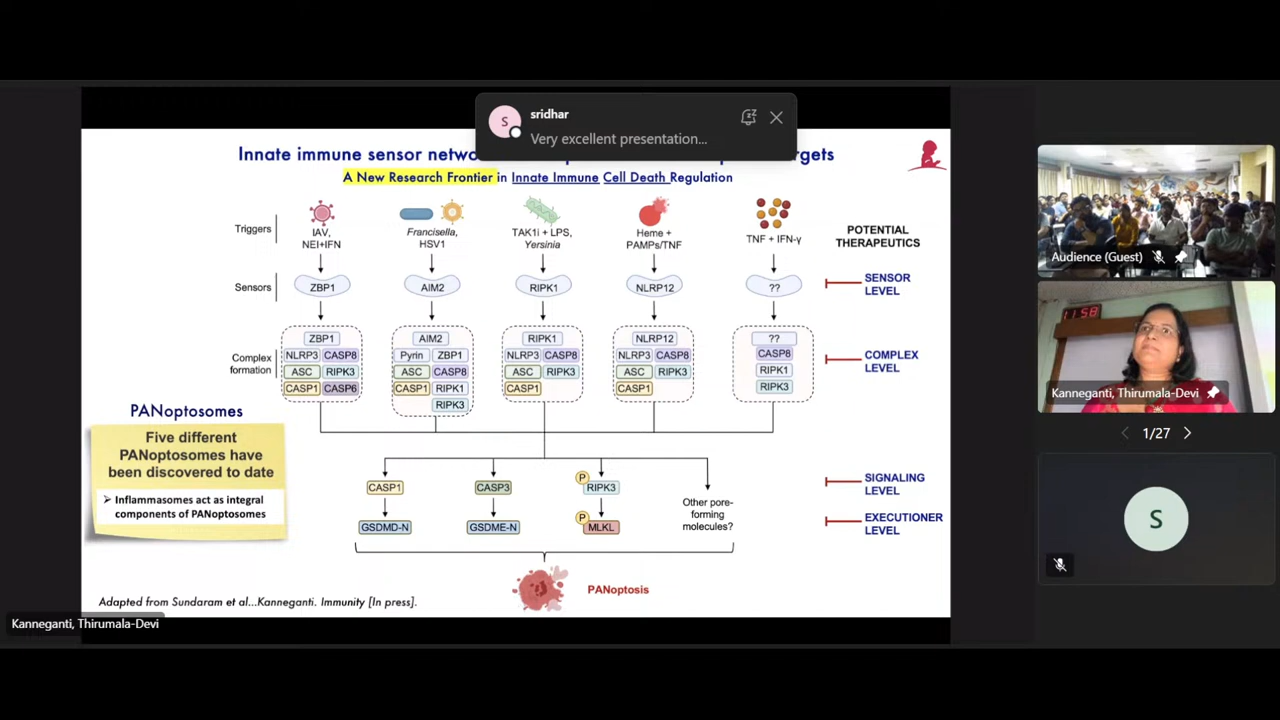 sridhar
S
Very excellent presentation...
Innate immune sensor netw
rgets
A New Research Frontier in Innate Immune Cell Death Regulation
Triggers
IAV,
NEI+IFN
Francisella,
HSV1
TAK1i + LPS,
Yersinia
Heme +
PAMPs/TNF
TNF + IFN-γ
POTENTIAL
THERAPEUTICS
Sensors
ZBP1
AIM2
RIPK1
NLRP12
??
SENSOR
LEVEL
Complex
formation
ZBP1
NLRP3 CASP8
ASC RIPK3
CASP1 CASP6
AIM2
Pyrin ZBP1
ASC CASP8
CASP1 RIPK1
RIPK3
RIPK1
NLRP3 CASP8
ASC RIPK3
CASP1
NLRP12
NLRP3 CASP8
ASC RIPK3
CASP1
??
CASP8
RIPK1
RIPK3
COMPLEX
LEVEL
PANoptosomes
Five different
PANoptosomes have
been discovered to date
➢ Inflammasomes act as integral
components of PANoptosomes
CASP1
CASP3
P
RIPK3
GSDMD-N
GSDME-N
P
MLKL
Other pore-
forming
molecules?
SIGNALING
LEVEL
EXECUTIONER
LEVEL
PANoptosis
Adapted from Sundaram et al...Kanneganti. Immunity [In press].
Kanneganti, Thirumala-Devi
Audience (Guest)
11:58
Kanneganti, Thirumala-Devi
1/27
S